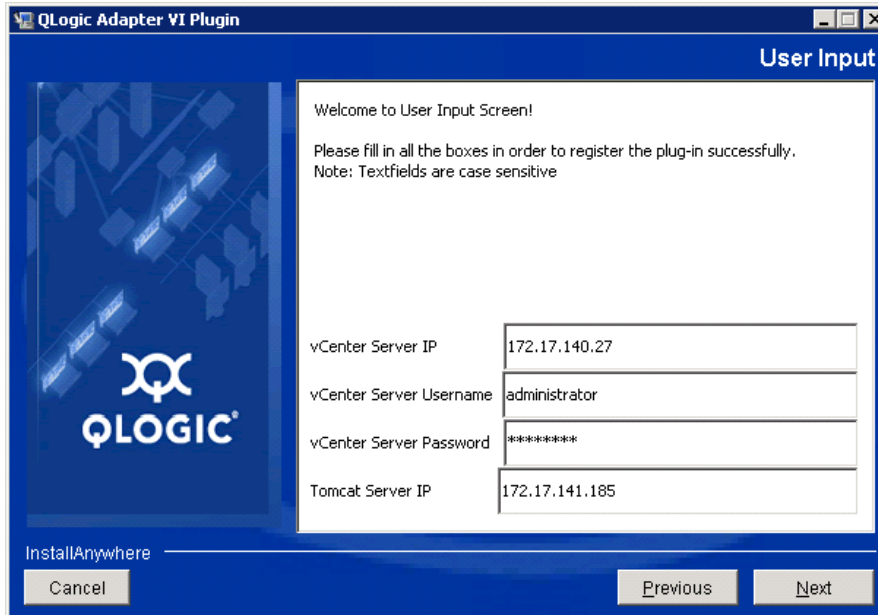 QLogic Adapter VI Plugin
User Input
Welcome to User Input Screen!
Please fill in all the boxes in order to register the plug-in successfully.
Note: Textfields are case sensitive
vCenter Server IP 172.17.140.27
vCenter Server Username administrator
vCenter Server Password ********
Tomcat Server IP 172.17.141.185
QLOGIC®
InstallAnywhere
Cancel Previous Next